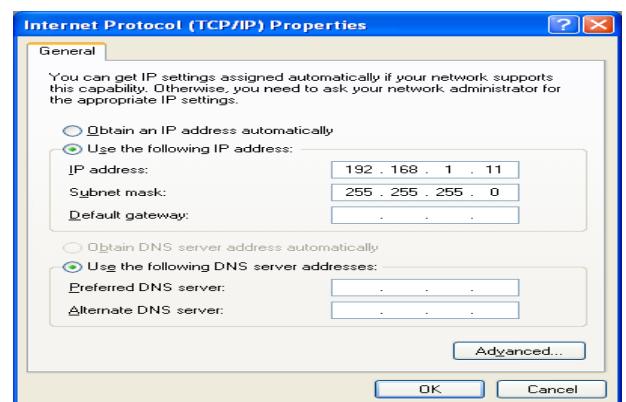 Internet Protocol (TCP/IP) Properties
General
You can get IP settings assigned automatically if your network supports
this capability. Otherwise, you need to ask your network administrator for
the appropriate IP settings.
Obtain an IP address automatically
Use the following IP address:
IP address: 192 . 168 . 1 . 11
Subnet mask: 255 . 255 . 255 . 0
Default gateway: . . .
Obtain DNS server address automatically
Use the following DNS server addresses:
Preferred DNS server: . . .
Alternate DNS server: . . .
Advanced...
OK Cancel